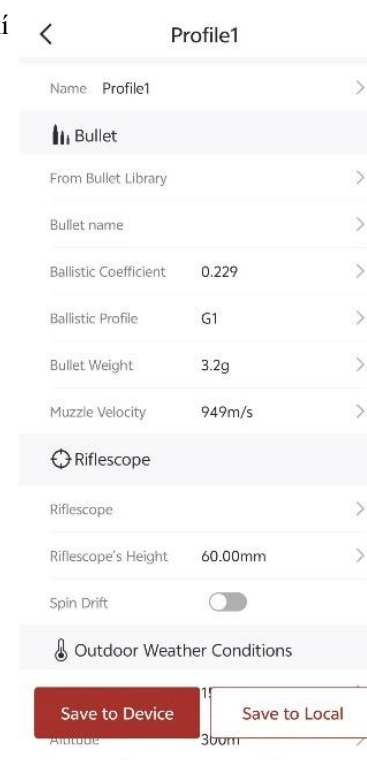 Profile1
Name Profile1
Bullet
From Bullet Library
Bullet name
Ballistic Coefficient 0.229
Ballistic Profile G1
Bullet Weight 3.2g
Muzzle Velocity 949m/s
Riflescope
Riflescope
Riflescope's Height 60.00mm
Spin Drift
Outdoor Weather Conditions
Save to Device Save to Local
Altitude 300m